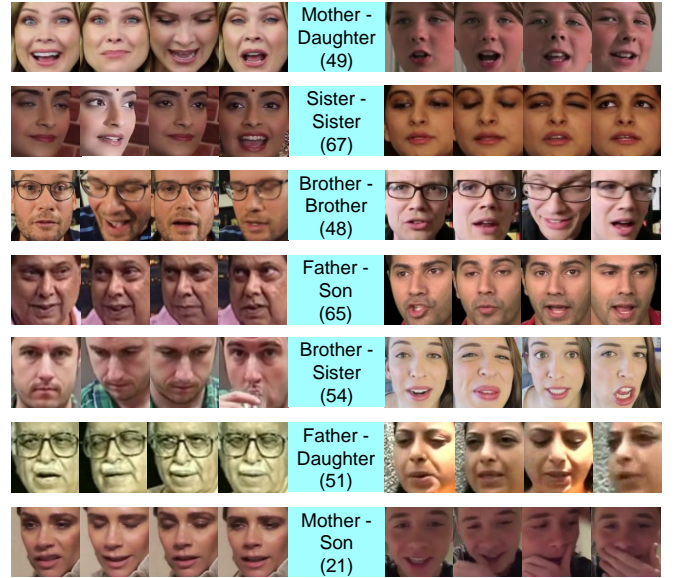 Mother -
Daughter
(49)
Sister -
Sister
(67)
Brother -
Brother
(48)
Father -
Son
(65)
Brother -
Sister
(54)
Father -
Daughter
(51)
Mother -
Son
(21)